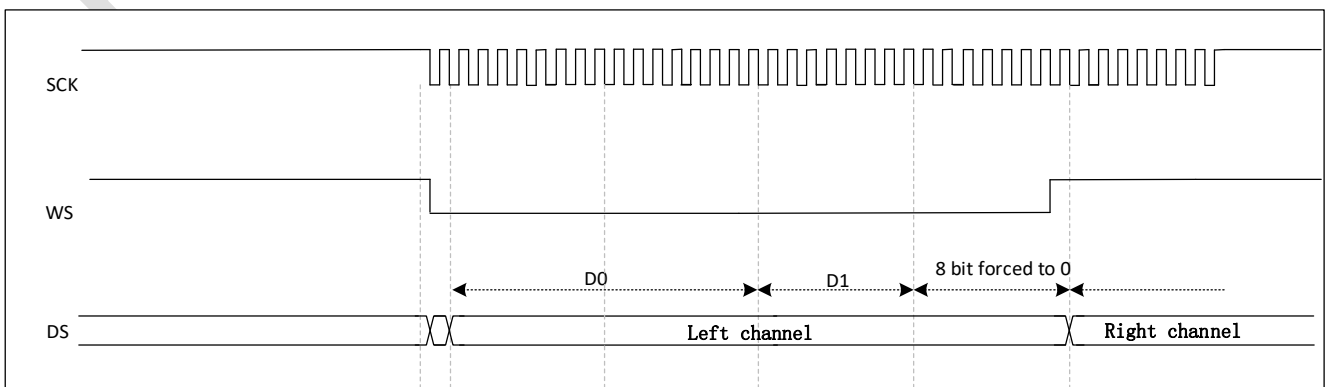 SCK
WS
D0
D1
8 bit forced to 0
DS
Left channel
Right channel